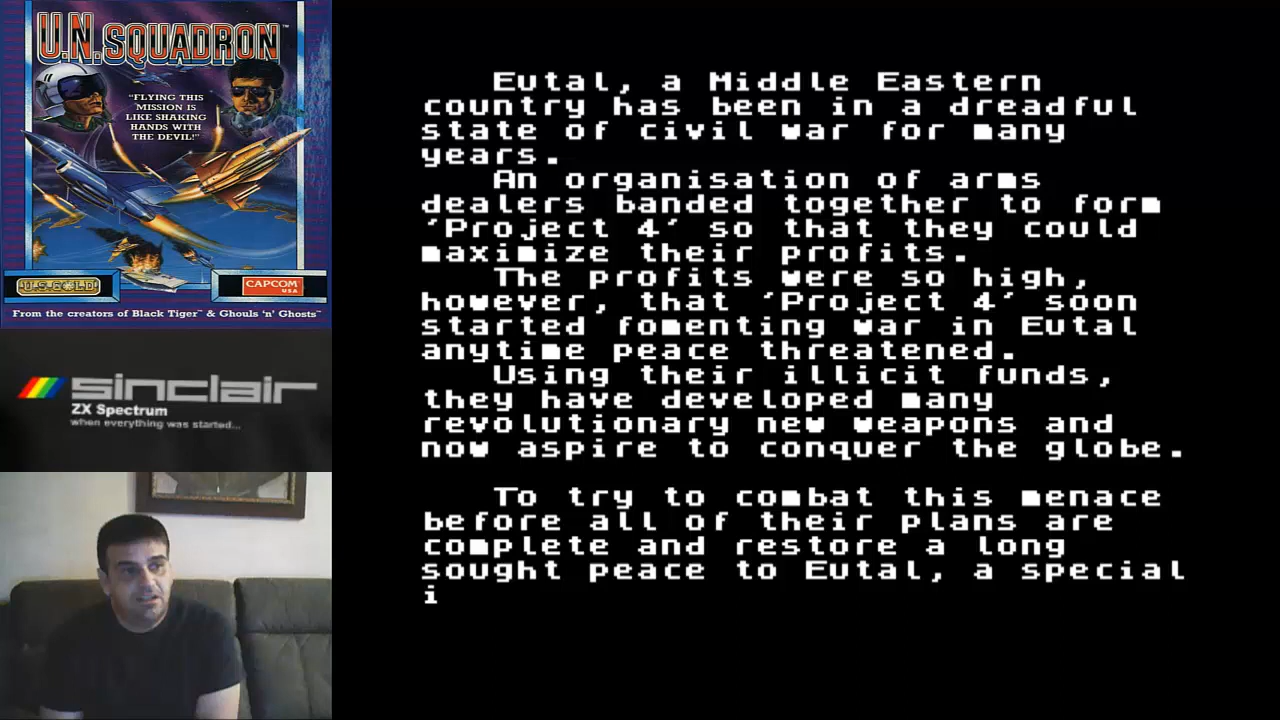 U.N. SQUADRON™
"FLYING THIS
MISSION IS
LIKE SHAKING
HANDS WITH
THE DEVIL!"
U.S. GOLD
CAPCOM
USA
From the creators of Black Tiger™ & Ghouls 'n' Ghosts™
sinclair
ZX Spectrum
when everything was started...
Eutal, a Middle Eastern
country has been in a dreadful
state of civil war for many
years.
An organisation of arms
dealers banded together to form
'Project 4' so that they could
maximize their profits.
The profits were so high,
however, that 'Project 4' soon
started fomenting war in Eutal
anytime peace threatened.
Using their illicit funds,
they have developed many
revolutionary new weapons and
now aspire to conquer the globe.
To try to combat this menace
before all of their plans are
complete and restore a long
sought peace to Eutal, a special
i